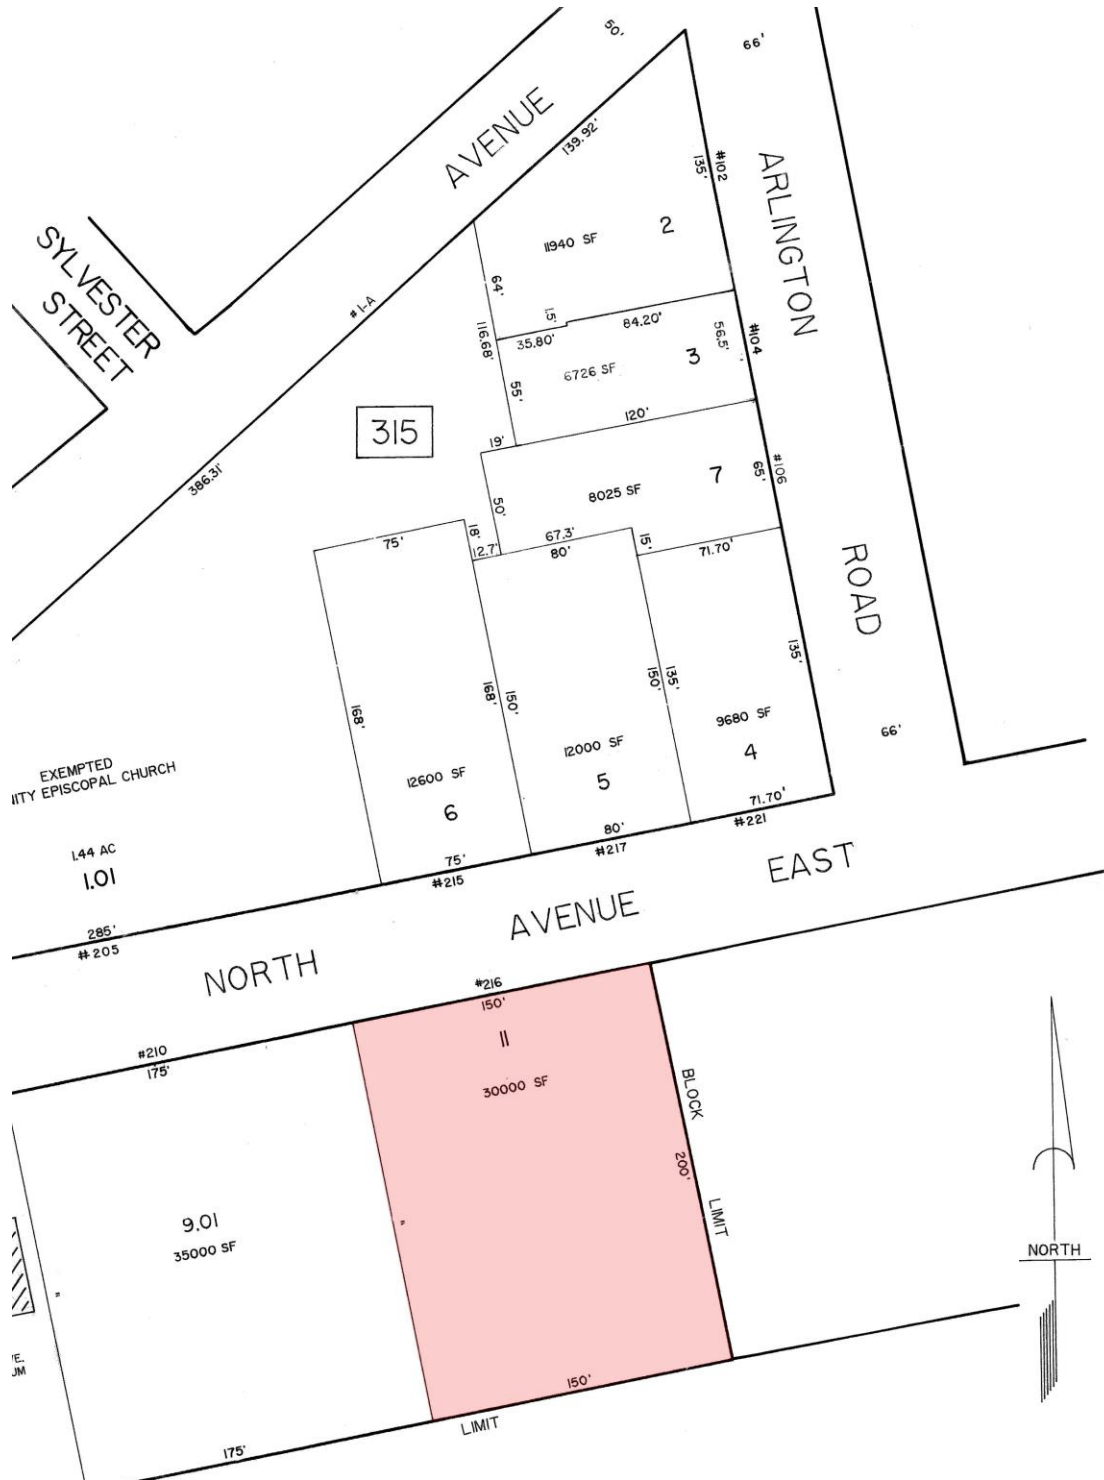 50'
66'
AVENUE
139.92'
135'
#102
ARLINGTON
SYLVESTER
STREET
11940 SF
2
64'
#1-A
15'
84.20'
35.80'
116.68'
56.5'
#104
6726 SF
3
55'
120'
315
19'
386.31'
8025 SF
7
65'
#106
50'
75'
18'
67.3'
12.7'
80'
15'
71.70'
ROAD
168'
168'
150'
150'
135'
135'
9680 SF
4
66'
12000 SF
5
EXEMPTED
NITY EPISCOPAL CHURCH
12600 SF
6
71.70'
#221
80'
#217
75'
#215
1.44 AC
1.01
285'
#205
NORTH
AVENUE
EAST
#216
150'
11
30000 SF
#210
175'
BLOCK
200'
LIMIT
9.01
35000 SF
"
"
NORTH
150'
LIMIT
175'